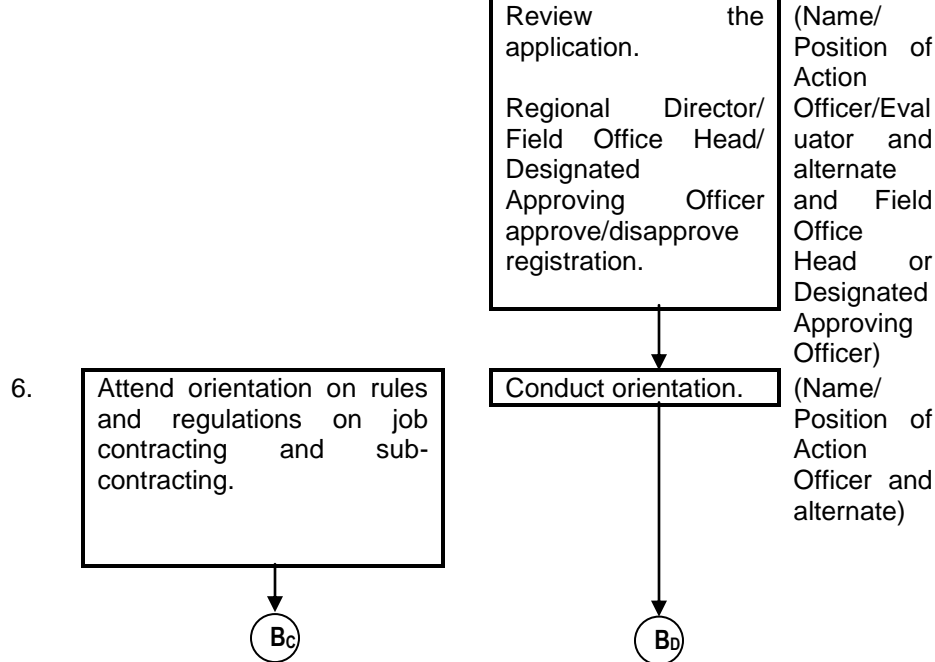 Review the
application.
Regional Director/
Field Office Head/
Designated
Approving Officer
approve/disapprove
registration.
(Name/
Position of
Action
Officer/Eval
uator and
alternate
and Field
Office
Head or
Designated
Approving
Officer)
6.
Attend orientation on rules
and regulations on job
contracting and sub-
contracting.
Conduct orientation.
(Name/
Position of
Action
Officer and
alternate)
BC
BD